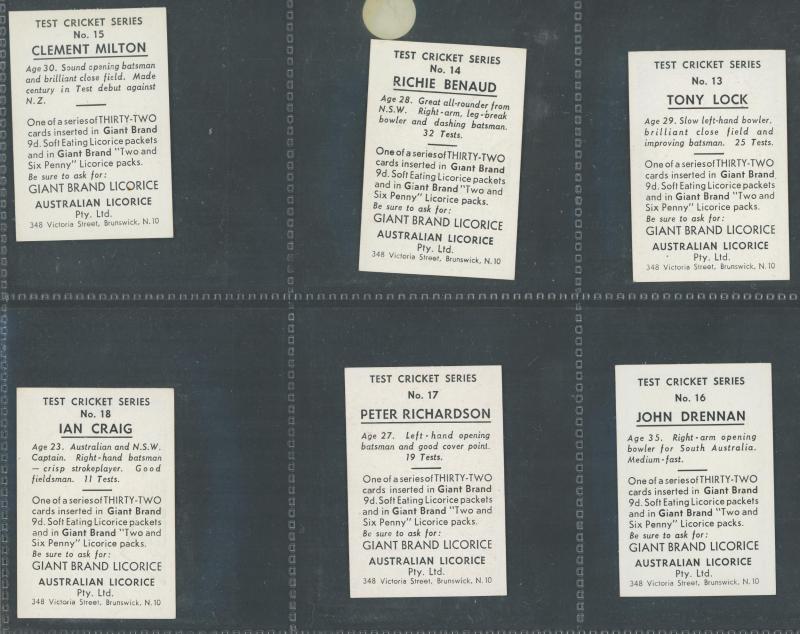 TEST CRICKET SERIES
No. 15
CLEMENT MILTON
Age 30. Sound opening batsman
and brilliant close field. Made
century in Test debut against
N.Z.
One of a series of THIRTY-TWO
cards inserted in Giant Brand
9d. Soft Eating Licorice packets
and in Giant Brand "Two and
Six Penny" Licorice packs.
Be sure to ask for:
GIANT BRAND LICORICE
AUSTRALIAN LICORICE
Pty. Ltd.
348 Victoria Street, Brunswick, N.10
TEST CRICKET SERIES
No. 14
RICHIE BENAUD
Age 28. Great all-rounder from
N.S.W. Right-arm, leg-break
bowler and dashing batsman.
32 Tests.
One of a series of THIRTY-TWO
cards inserted in Giant Brand
9d. Soft Eating Licorice packets
and in Giant Brand "Two and
Six Penny" Licorice packs.
Be sure to ask for:
GIANT BRAND LICORICE
AUSTRALIAN LICORICE
Pty. Ltd.
348 Victoria Street, Brunswick, N.10
TEST CRICKET SERIES
No. 13
TONY LOCK
Age 29. Slow left-hand bowler,
brilliant close field and
improving batsman. 25 Tests.
One of a series of THIRTY-TWO
cards inserted in Giant Brand
9d. Soft Eating Licorice packets
and in Giant Brand "Two and
Six Penny" Licorice packs.
Be sure to ask for:
GIANT BRAND LICORICE
AUSTRALIAN LICORICE
Pty. Ltd.
348 Victoria Street, Brunswick, N.10
TEST CRICKET SERIES
No. 18
IAN CRAIG
Age 23. Australian and N.S.W.
Captain. Right-hand batsman
— crisp strokeplayer. Good
fieldsman. 11 Tests.
One of a series of THIRTY-TWO
cards inserted in Giant Brand
9d. Soft Eating Licorice packets
and in Giant Brand "Two and
Six Penny" Licorice packs.
Be sure to ask for:
GIANT BRAND LICORICE
AUSTRALIAN LICORICE
Pty. Ltd.
348 Victoria Street, Brunswick, N.10
TEST CRICKET SERIES
No. 17
PETER RICHARDSON
Age 27. Left-hand opening
batsman and good cover point.
19 Tests.
One of a series of THIRTY-TWO
cards inserted in Giant Brand
9d. Soft Eating Licorice packets
and in Giant Brand "Two and
Six Penny" Licorice packs.
Be sure to ask for:
GIANT BRAND LICORICE
AUSTRALIAN LICORICE
Pty. Ltd.
348 Victoria Street, Brunswick, N.10
TEST CRICKET SERIES
No. 16
JOHN DRENNAN
Age 35. Right-arm opening
bowler for South Australia.
Medium-fast.
One of a series of THIRTY-TWO
cards inserted in Giant Brand
9d. Soft Eating Licorice packets
and in Giant Brand "Two and
Six Penny" Licorice packs.
Be sure to ask for:
GIANT BRAND LICORICE
AUSTRALIAN LICORICE
Pty. Ltd.
348 Victoria Street, Brunswick, N.10